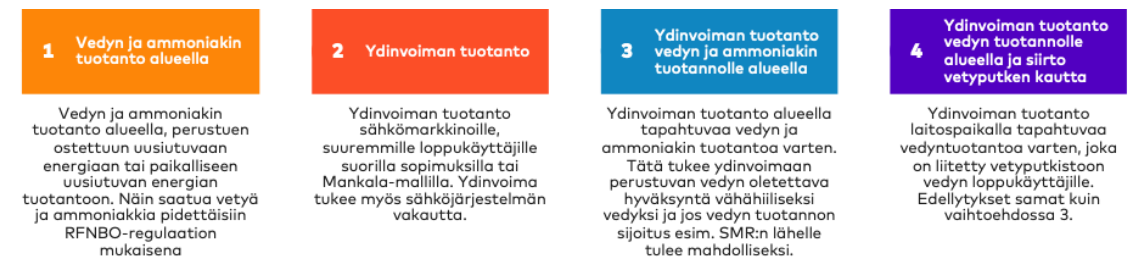 1
Vedyn ja ammoniakin
tuotanto alueella
Vedyn ja ammoniakin
tuotanto alueella, perustuen
ostettuun uusiutuvaan
energiaan tai paikalliseen
uusiutuvan energian
tuotantoon. Näin saatua vetyä
ja ammoniakkia pidettäisiin
RFNBO-regulaation
mukaisena
2
Ydinvoiman tuotanto
Ydinvoiman tuotanto
sähkömarkkinoille,
suuremmille loppukäyttäjille
suorilla sopimuksilla tai
Mankala-mallilla. Ydinvoima
tukee myös sähköjärjestelmän
vakautta.
3
Ydinvoiman tuotanto
vedyn ja ammoniakin
tuotannolle alueella
Ydinvoiman tuotanto alueella
tapahtuvaa vedyn ja
ammoniakin tuotantoa varten.
Tätä tukee ydinvoimaan
perustuvan vedyn oletettava
hyväksyntä vähähiiliseksi
vedyksi ja jos vedyn tuotannon
sijoitus esim. SMR:n lähelle
tulee mahdolliseksi.
4
Ydinvoiman tuotanto
vedyn tuotannolle
alueella ja siirto
vetyputken kautta
Ydinvoiman tuotanto
laitospaikalla tapahtuvaa
vedyntuotantoa varten, joka
on liitetty vetyputkistoon
vedyn loppukäyttäjille.
Edellytykset samat kuin
vaihtoehdossa 3.